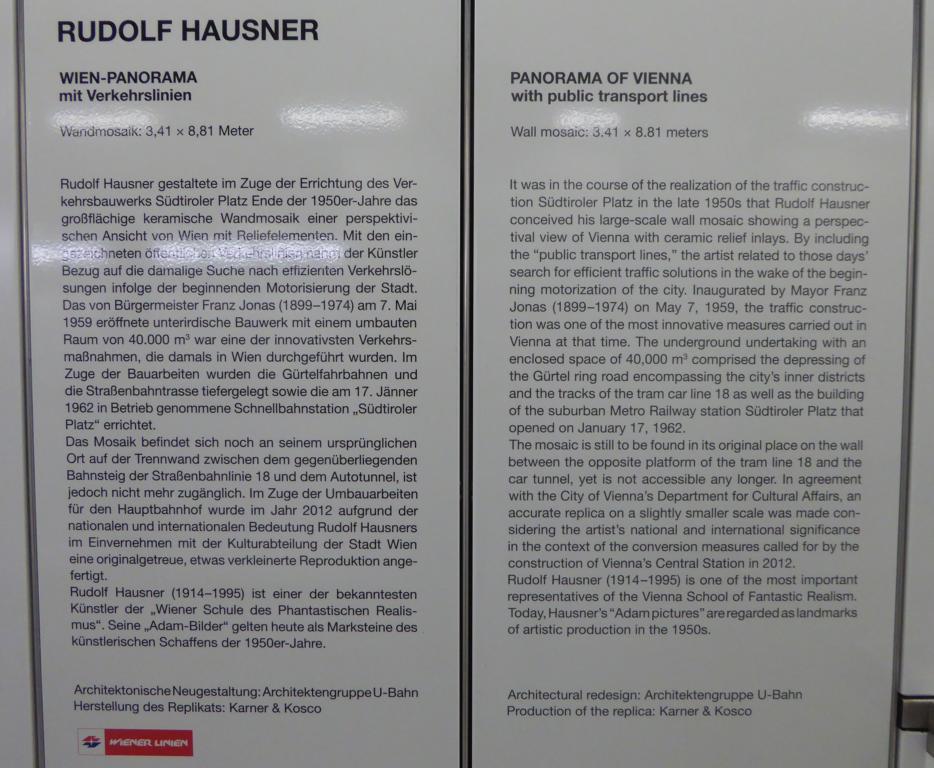 RUDOLF HAUSNER
WIEN-PANORAMA
mit Verkehrslinien
Wandmosaik: 3,41 × 8,81 Meter
Rudolf Hausner gestaltete im Zuge der Errichtung des Ver-
kehrsbauwerks Südtiroler Platz Ende der 1950er-Jahre das
großflächige keramische Wandmosaik einer perspektivi-
schen Ansicht von Wien mit Reliefelementen. Mit den ein-
gezeichneten öffentlichen Verkehrslinien nahm der Künstler
Bezug auf die damalige Suche nach effizienten Verkehrslö-
sungen infolge der beginnenden Motorisierung der Stadt.
Das von Bürgermeister Franz Jonas (1899–1974) am 7. Mai
1959 eröffnete unterirdische Bauwerk mit einem umbauten
Raum von 40.000 m³ war eine der innovativsten Verkehrs-
maßnahmen, die damals in Wien durchgeführt wurden. Im
Zuge der Bauarbeiten wurden die Gürtelfahrbahnen und
die Straßenbahntrasse tiefergelegt sowie die am 17. Jänner
1962 in Betrieb genommene Schnellbahnstation „Südtiroler
Platz“ errichtet.
Das Mosaik befindet sich noch an seinem ursprünglichen
Ort auf der Trennwand zwischen dem gegenüberliegenden
Bahnsteig der Straßenbahnlinie 18 und dem Autotunnel, ist
jedoch nicht mehr zugänglich. Im Zuge der Umbauarbeiten
für den Hauptbahnhof wurde im Jahr 2012 aufgrund der
nationalen und internationalen Bedeutung Rudolf Hausners
im Einvernehmen mit der Kulturabteilung der Stadt Wien
eine originalgetreue, etwas verkleinerte Reproduktion ange-
fertigt.
Rudolf Hausner (1914–1995) ist einer der bekanntesten
Künstler der „Wiener Schule des Phantastischen Realis-
mus“. Seine „Adam-Bilder“ gelten heute als Marksteine des
künstlerischen Schaffens der 1950er-Jahre.
Architektonische Neugestaltung: Architektengruppe U-Bahn
Herstellung des Replikats: Karner & Kosco
WIENER LINIEN
PANORAMA OF VIENNA
with public transport lines
Wall mosaic: 3.41 × 8.81 meters
It was in the course of the realization of the traffic construc-
tion Südtiroler Platz in the late 1950s that Rudolf Hausner
conceived his large-scale wall mosaic showing a perspec-
tival view of Vienna with ceramic relief inlays. By including
the “public transport lines,” the artist related to those days’
search for efficient traffic solutions in the wake of the begin-
ning motorization of the city. Inaugurated by Mayor Franz
Jonas (1899–1974) on May 7, 1959, the traffic construc-
tion was one of the most innovative measures carried out in
Vienna at that time. The underground undertaking with an
enclosed space of 40,000 m³ comprised the depressing of
the Gürtel ring road encompassing the city’s inner districts
and the tracks of the tram car line 18 as well as the building
of the suburban Metro Railway station Südtiroler Platz that
opened on January 17, 1962.
The mosaic is still to be found in its original place on the wall
between the opposite platform of the tram line 18 and the
car tunnel, yet is not accessible any longer. In agreement
with the City of Vienna’s Department for Cultural Affairs, an
accurate replica on a slightly smaller scale was made con-
sidering the artist’s national and international significance
in the context of the conversion measures called for by the
construction of Vienna’s Central Station in 2012.
Rudolf Hausner (1914–1995) is one of the most important
representatives of the Vienna School of Fantastic Realism.
Today, Hausner’s “Adam pictures” are regarded as landmarks
of artistic production in the 1950s.
Architectural redesign: Architektengruppe U-Bahn
Production of the replica: Karner & Kosco